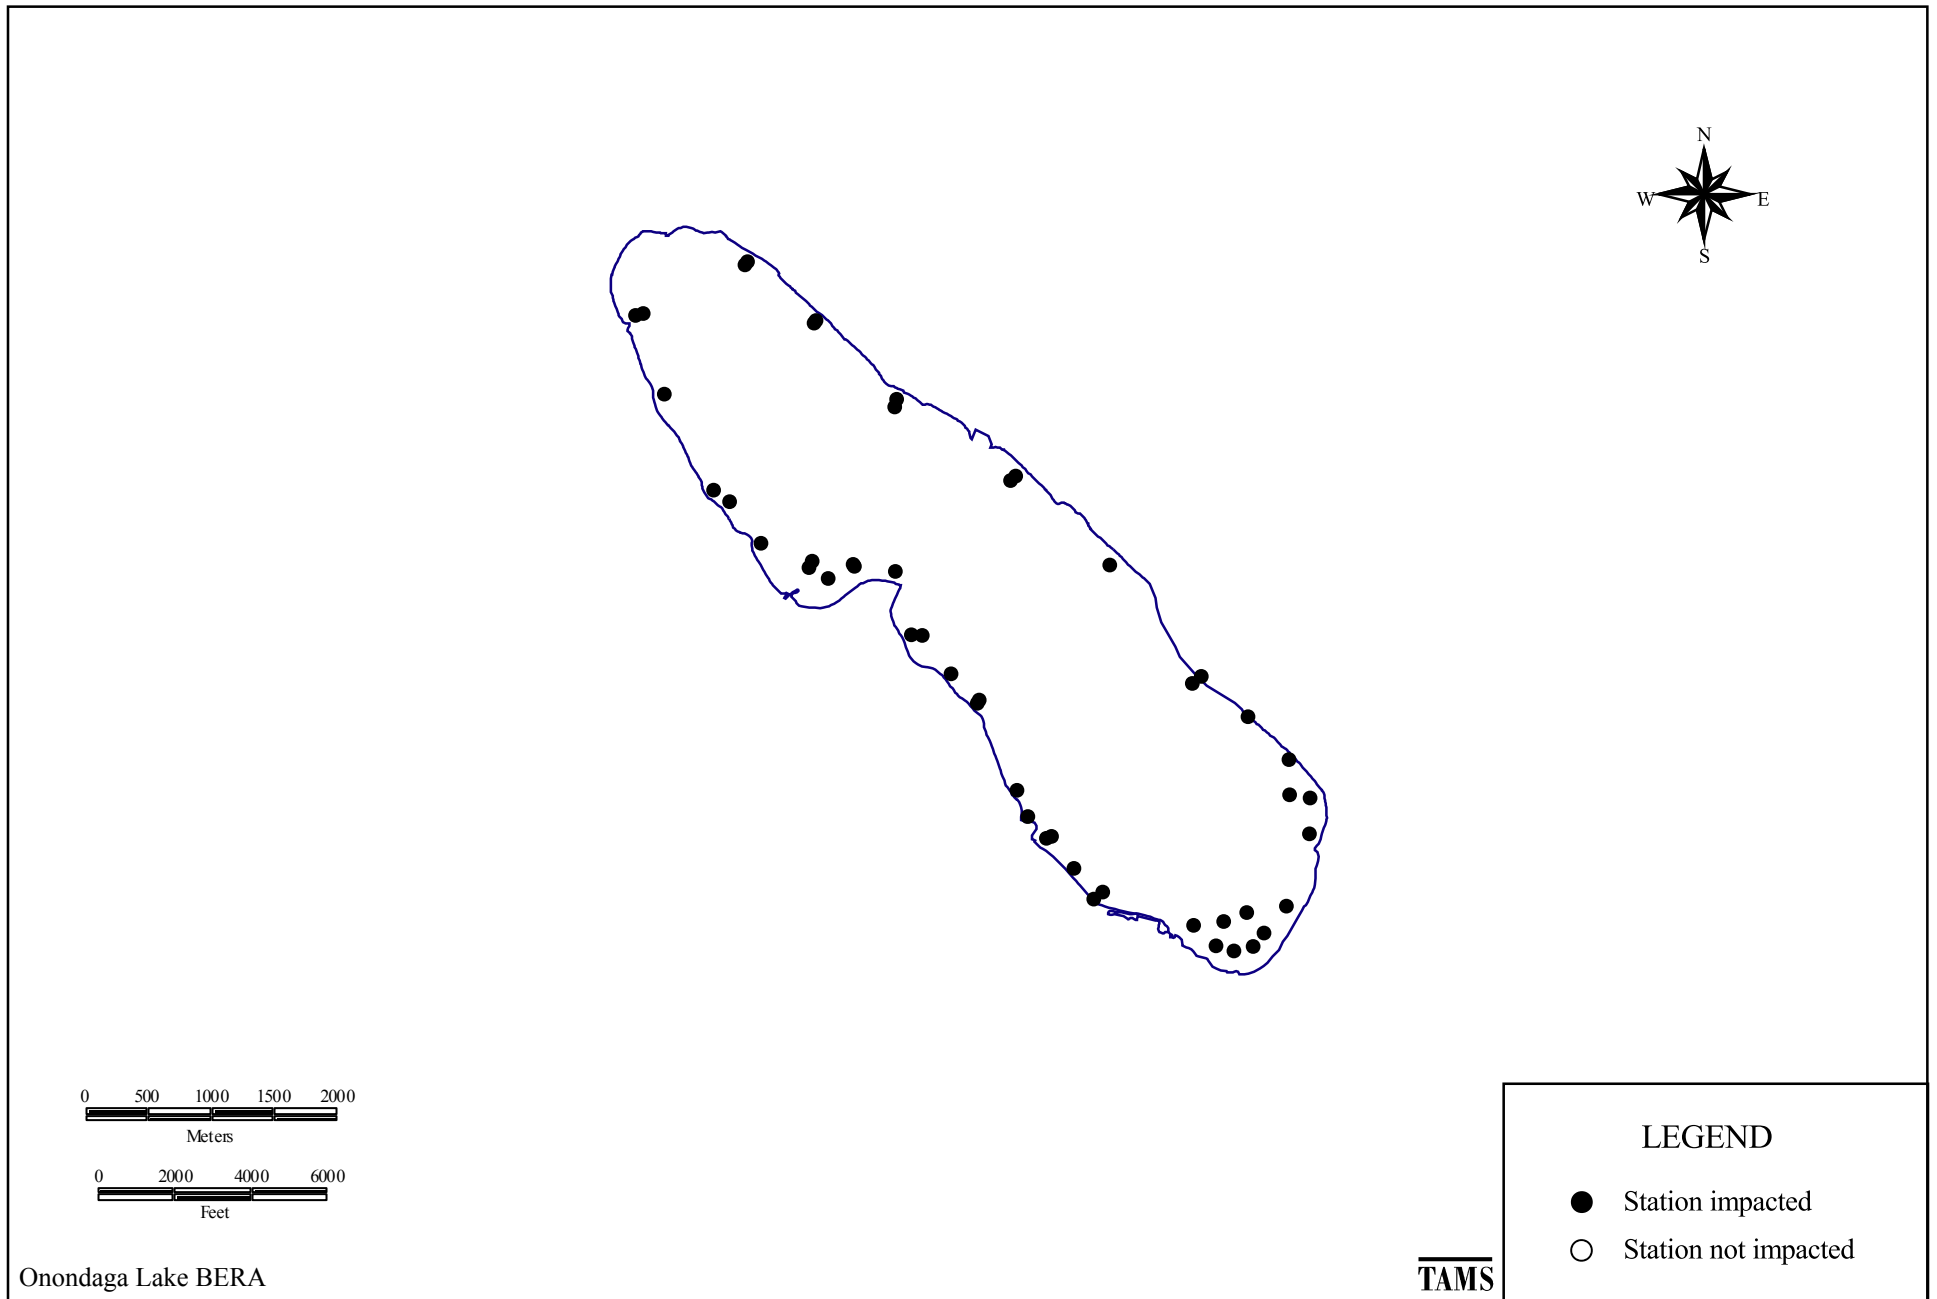 N
W E
S
0 500 1000 1500 2000
Meters
0 2000 4000 6000
Feet
LEGEND
Station impacted
Station not impacted
Onondaga Lake BERA
TAMS